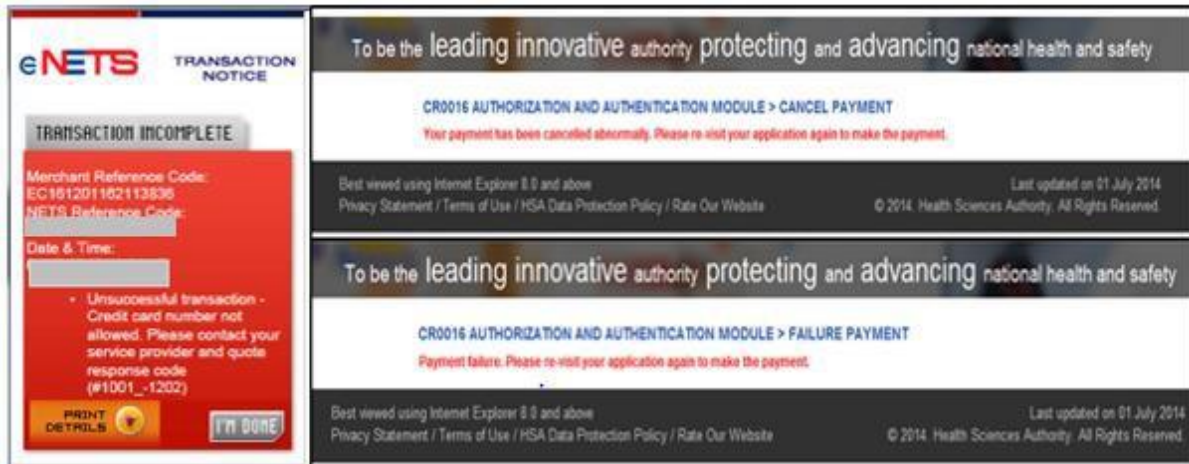 eNETS
TRANSACTION
NOTICE
TRANSACTION INCOMPLETE
Merchant Reference Code:
EC161201162113836
NETS Reference Code:
Date & Time:
• Unsuccessful transaction -
Credit card number not
allowed. Please contact your
service provider and quote
response code
(#1001_-1202)
PRINT
DETAILS
I'M DONE
To be the leading innovative authority protecting and advancing national health and safety
CR0016 AUTHORIZATION AND AUTHENTICATION MODULE > CANCEL PAYMENT
Your payment has been cancelled abnormally. Please re-visit your application again to make the payment.
Best viewed using Internet Explorer 8.0 and above
Last updated on 01 July 2014
Privacy Statement / Terms of Use / HSA Data Protection Policy / Rate Our Website
© 2014. Health Sciences Authority. All Rights Reserved.
To be the leading innovative authority protecting and advancing national health and safety
CR0016 AUTHORIZATION AND AUTHENTICATION MODULE > FAILURE PAYMENT
Payment failure. Please re-visit your application again to make the payment.
Best viewed using Internet Explorer 8.0 and above
Last updated on 01 July 2014
Privacy Statement / Terms of Use / HSA Data Protection Policy / Rate Our Website
© 2014. Health Sciences Authority. All Rights Reserved.